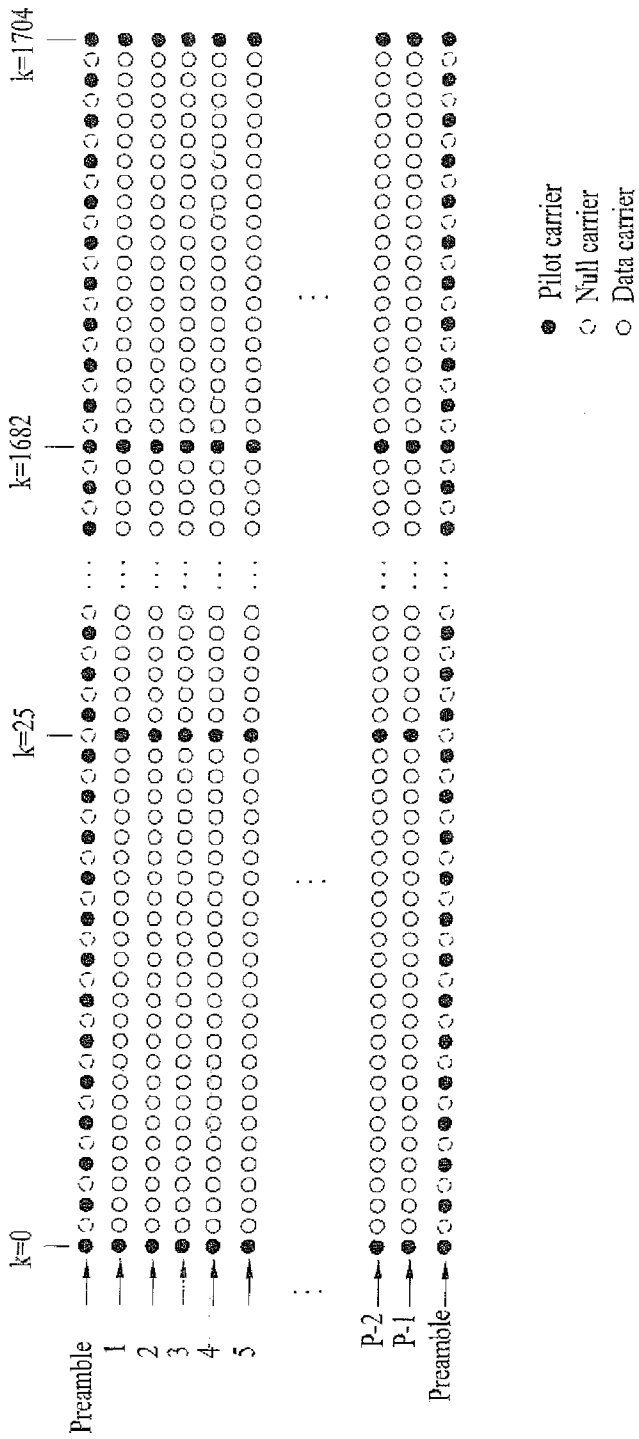 k=0
k=25
k=1682
k=1704
Preamble
1
2
3
4
5
...
P-2
P-1
Preamble
Pilot carrier
Null carrier
Data carrier